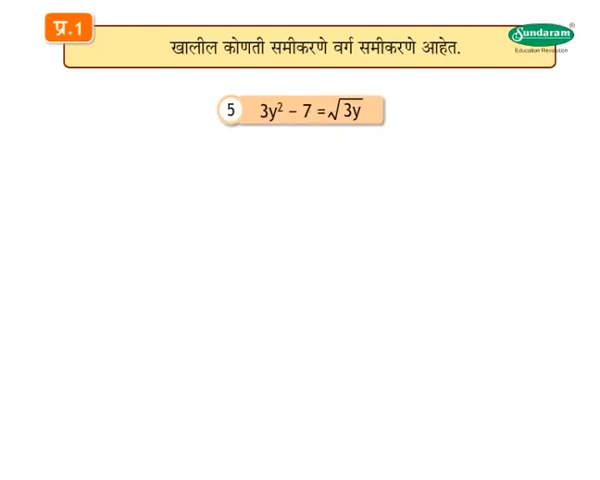 प्र.1
खालील कोणती समीकरणे वर्ग समीकरणे आहेत.
Sundaram®
Education Revolution
5 3y² – 7 = √3y